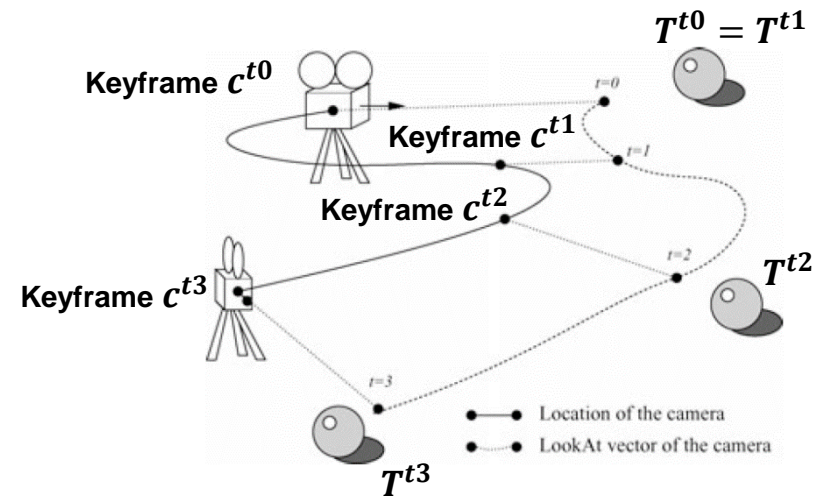 T^{t0} = T^{t1}
Keyframe c^{t0}
t=0
Keyframe c^{t1}
t=1
Keyframe c^{t2}
t=2
T^{t2}
Keyframe c^{t3}
t=3
Location of the camera
LookAt vector of the camera
T^{t3}